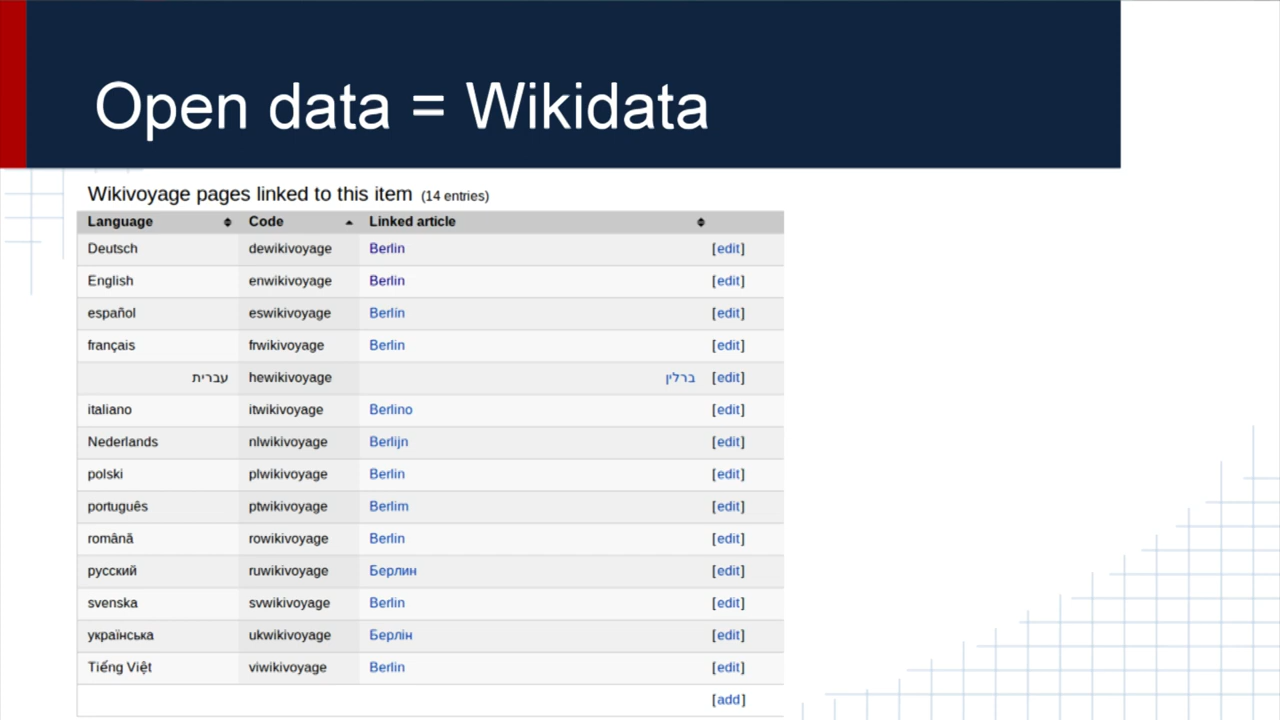 Open data = Wikidata
Wikivoyage pages linked to this item (14 entries)
Language Code Linked article
Deutsch dewikivoyage Berlin [edit]
English enwikivoyage Berlin [edit]
español eswikivoyage Berlín [edit]
français frwikivoyage Berlin [edit]
עברית hewikivoyage ברלין [edit]
italiano itwikivoyage Berlino [edit]
Nederlands nlwikivoyage Berlijn [edit]
polski plwikivoyage Berlin [edit]
português ptwikivoyage Berlim [edit]
română rowikivoyage Berlin [edit]
русский ruwikivoyage Берлин [edit]
svenska svwikivoyage Berlin [edit]
українська ukwikivoyage Берлін [edit]
Tiếng Việt viwikivoyage Berlin [edit]
[add]